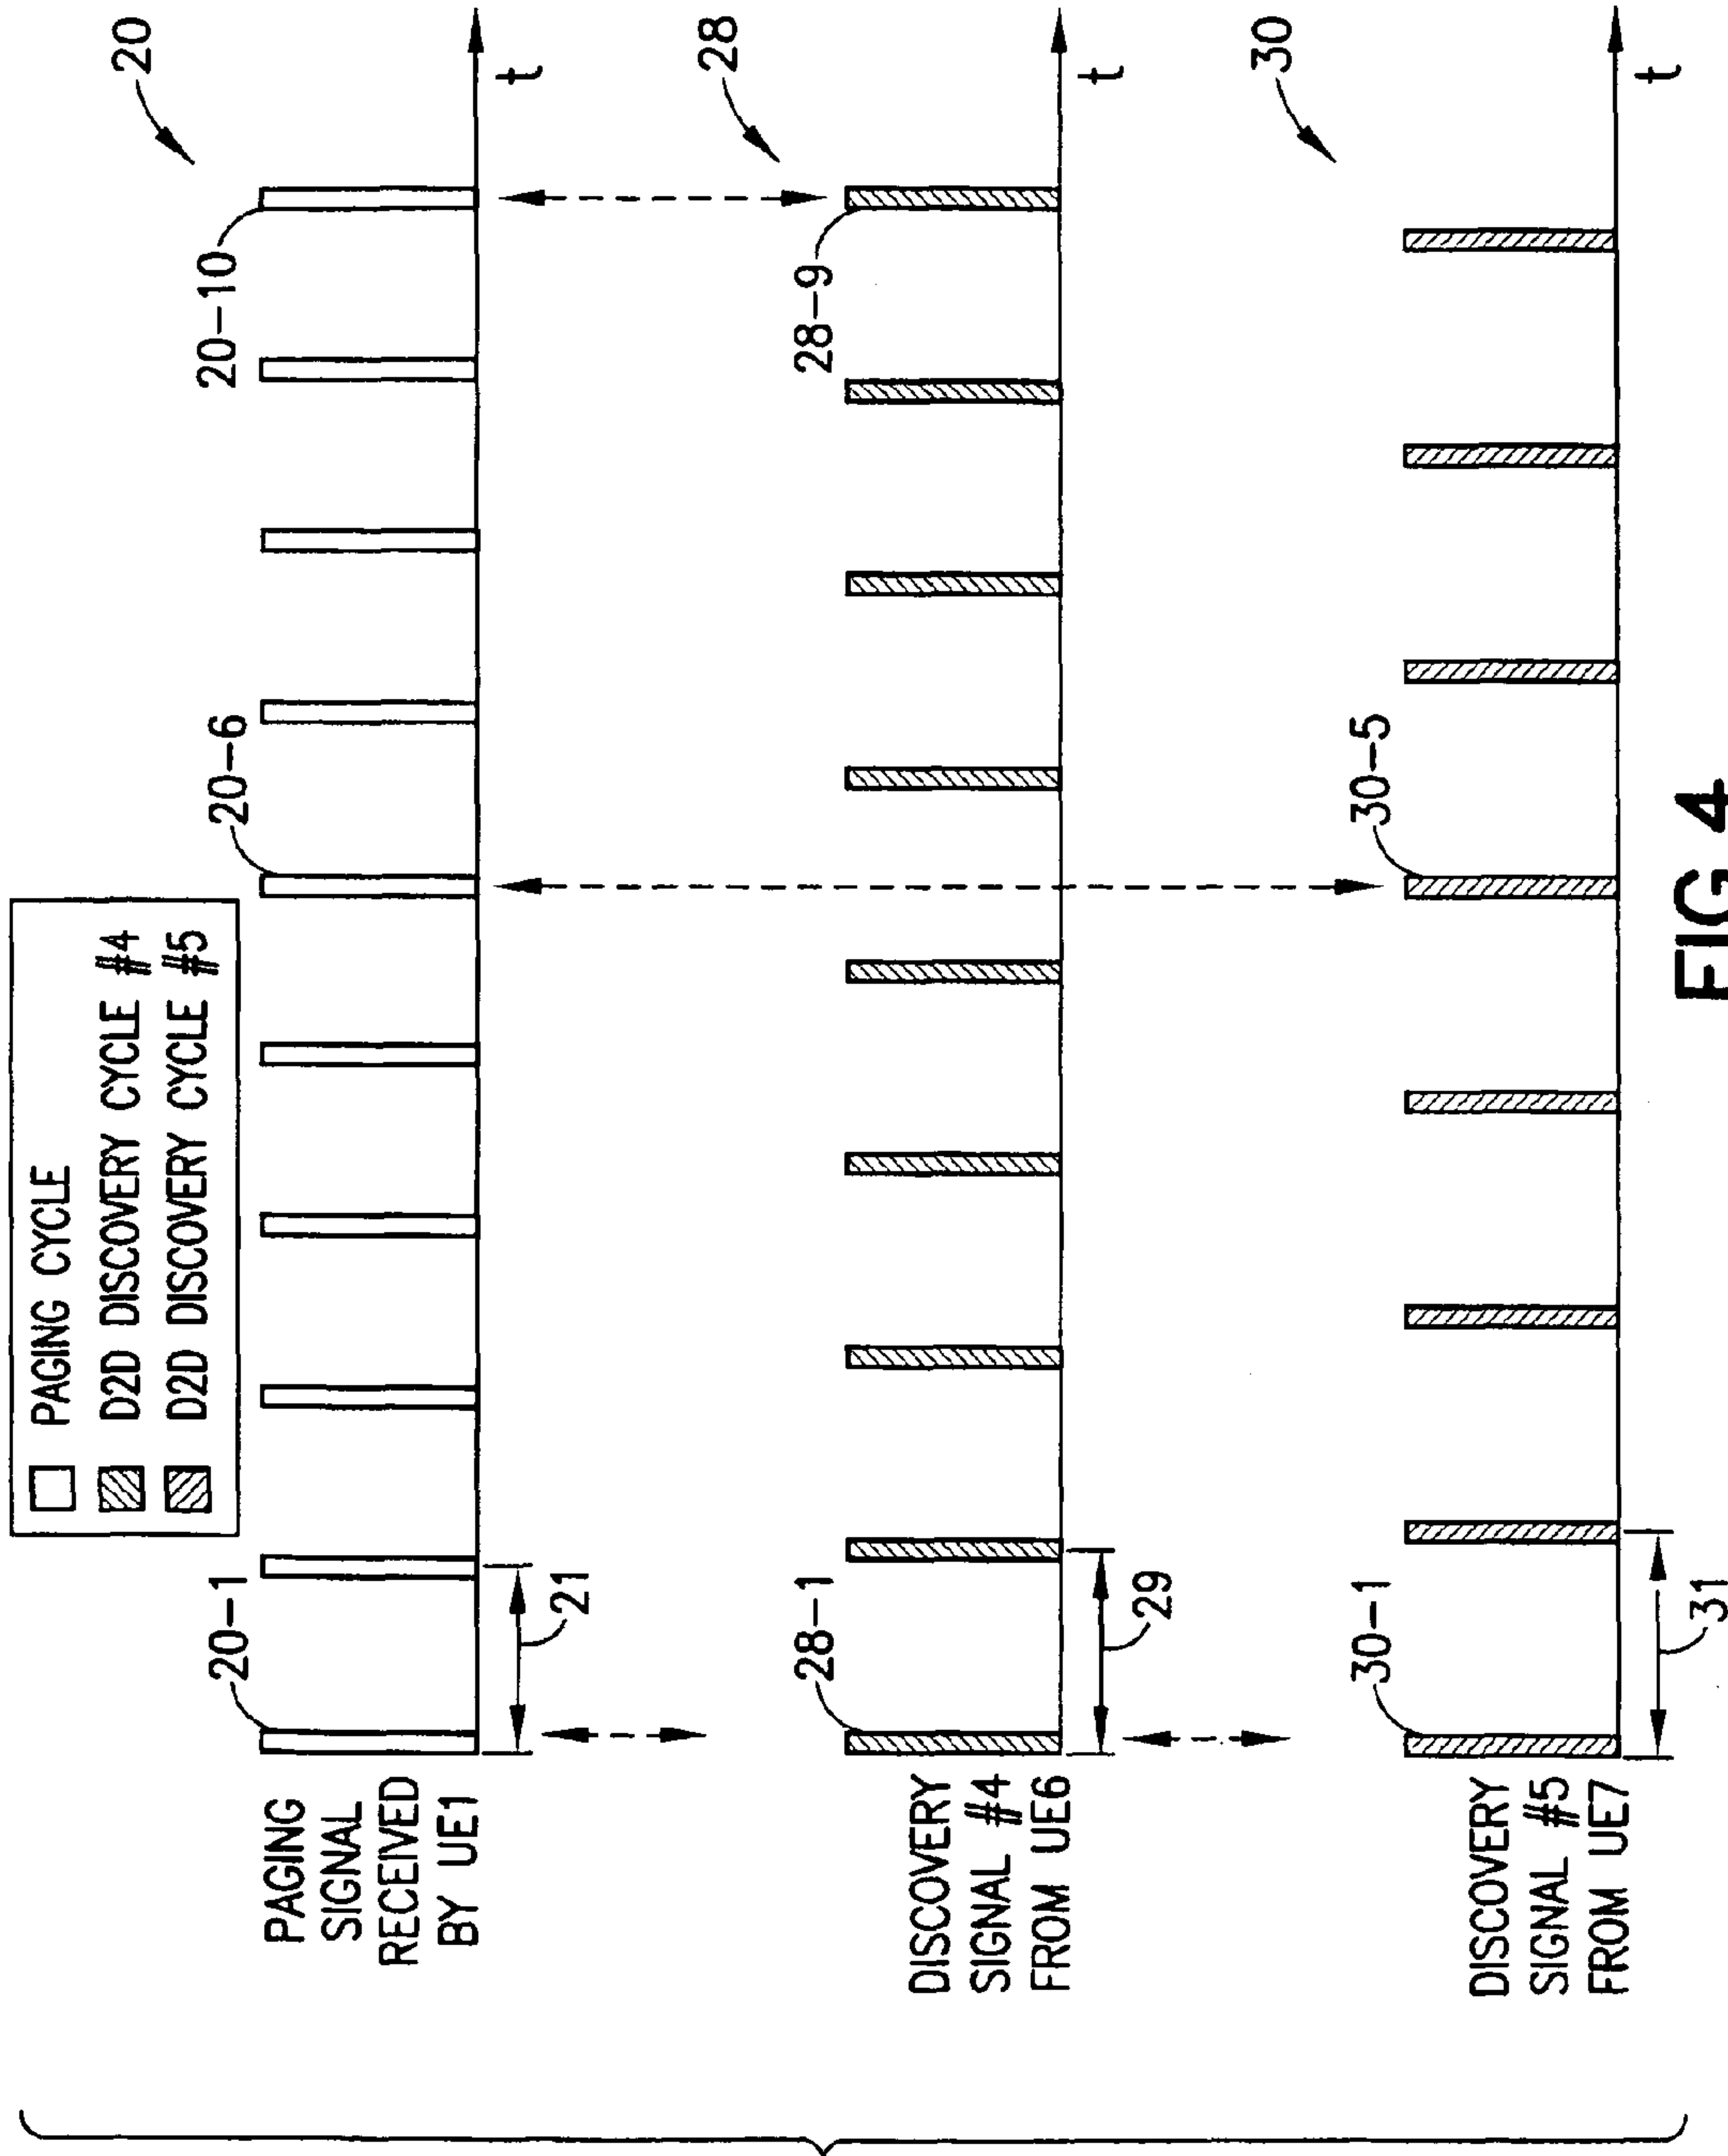 PAGING CYCLE
D2D DISCOVERY CYCLE #4
D2D DISCOVERY CYCLE #5
PAGING
SIGNAL
RECEIVED
BY UE1
20-1
21
20-6
20-10
20
t
DISCOVERY
SIGNAL #4
FROM UE6
28-1
29
28-9
28
t
DISCOVERY
SIGNAL #5
FROM UE7
30-1
31
30-5
30
t
FIG. 4